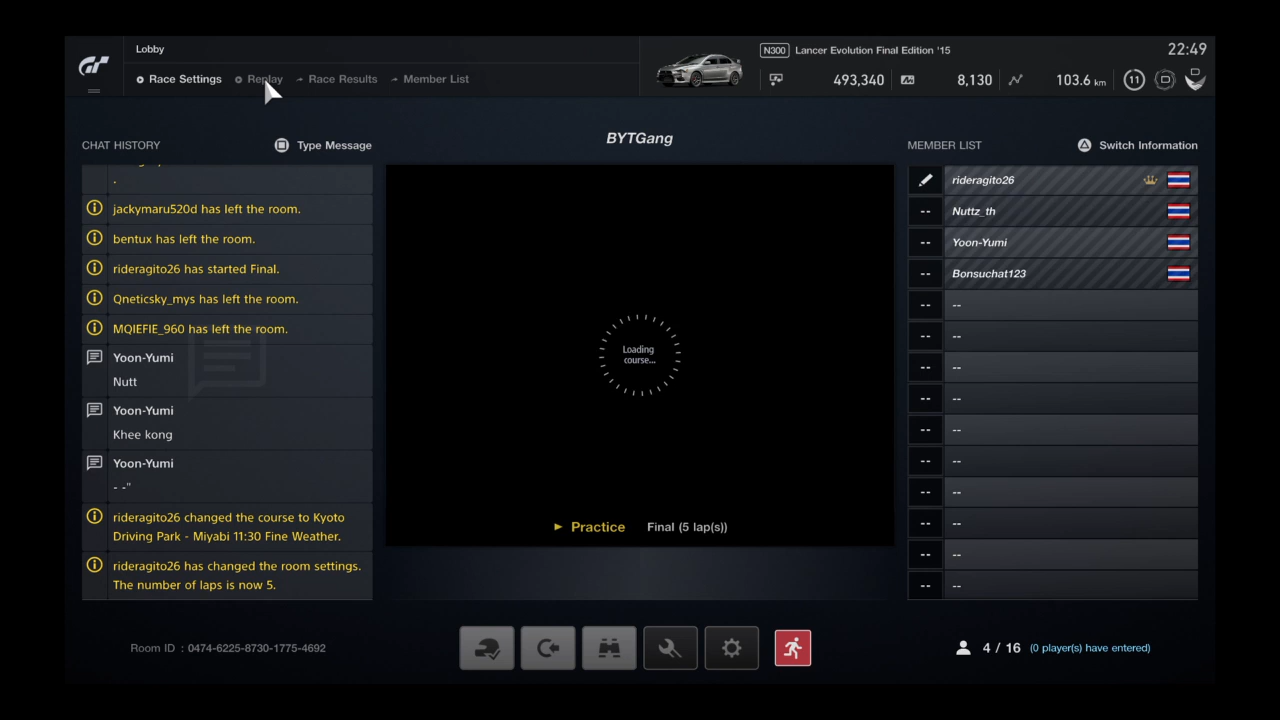 Lobby
Race Settings Replay Race Results Member List
N300 Lancer Evolution Final Edition '15
22:49
493,340 8,130 103.6 km 11
BYTGang
CHAT HISTORY Type Message
.
jackymaru520d has left the room.
bentux has left the room.
rideragito26 has started Final.
Qneticsky_mys has left the room.
MQIEFIE_960 has left the room.
Yoon-Yumi
Nutt
Yoon-Yumi
Khee kong
Yoon-Yumi
- -"
rideragito26 changed the course to Kyoto
Driving Park - Miyabi 11:30 Fine Weather.
rideragito26 has changed the room settings.
The number of laps is now 5.
Loading
course...
Practice Final (5 lap(s))
MEMBER LIST Switch Information
rideragito26
-- Nuttz_th
-- Yoon-Yumi
-- Bonsuchat123
-- --
-- --
-- --
-- --
-- --
-- --
-- --
-- --
-- --
-- --
Room ID : 0474-6225-8730-1775-4692
4 / 16 (0 player(s) have entered)